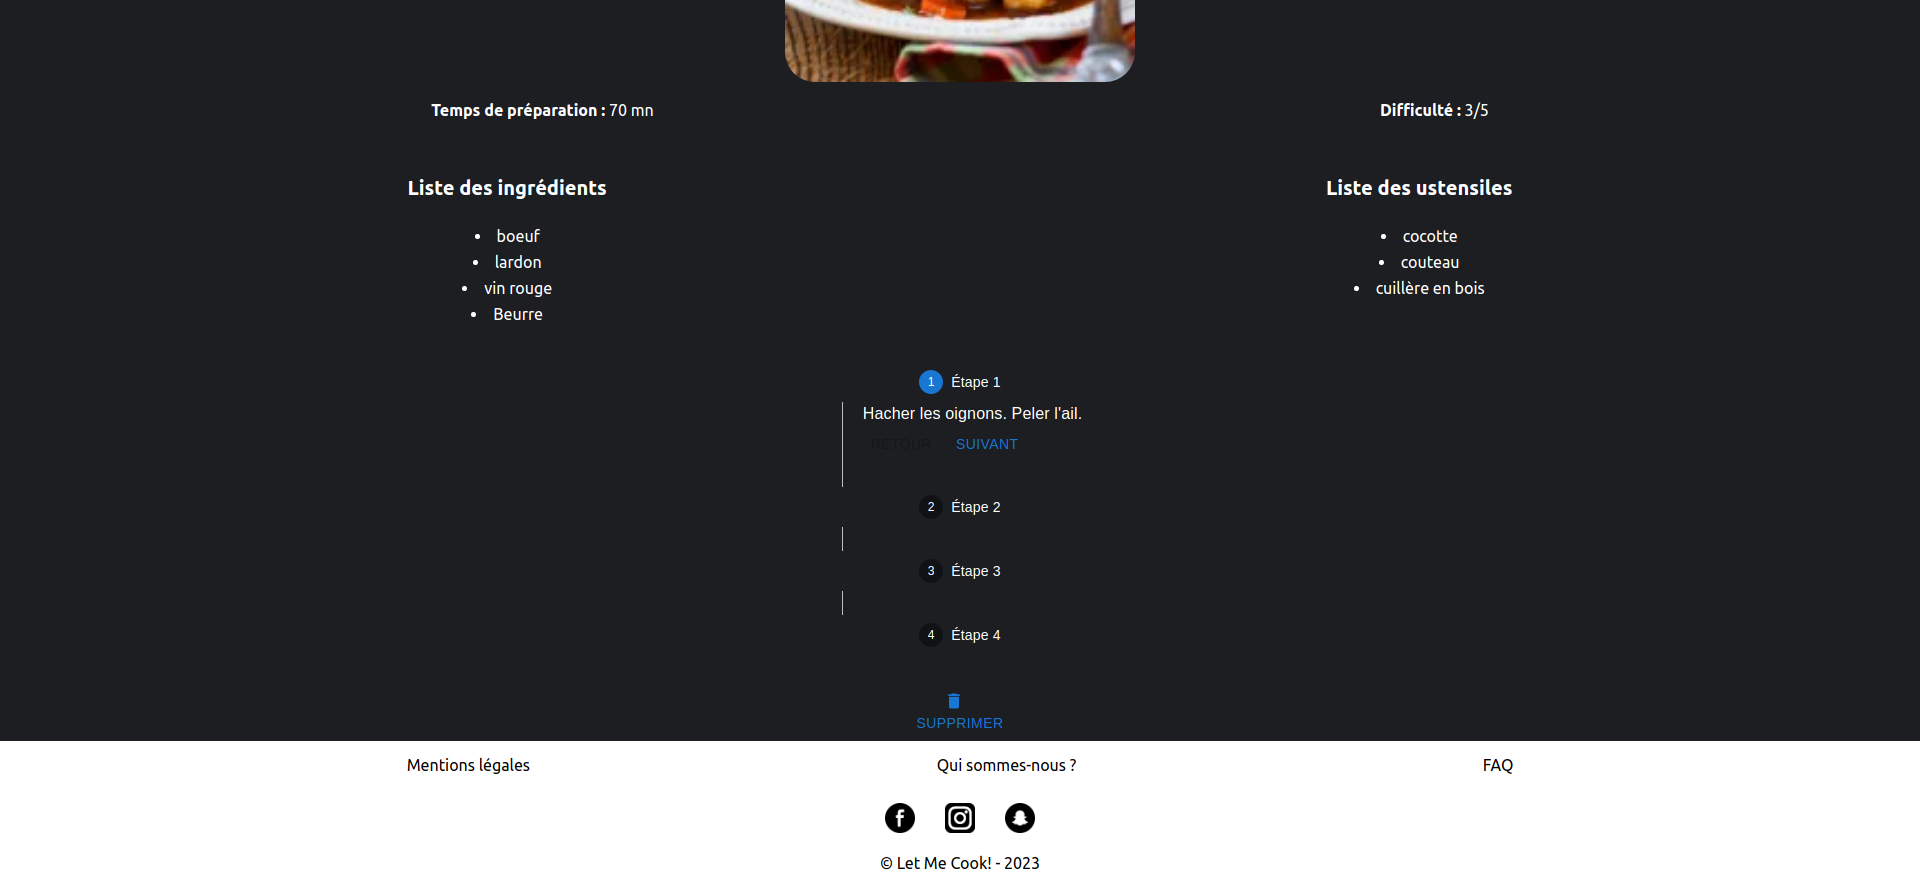 Temps de préparation : 70 mn
Difficulté : 3/5
Liste des ingrédients
boeuf
lardon
vin rouge
Beurre
Liste des ustensiles
cocotte
couteau
cuillère en bois
1 Étape 1
Hacher les oignons. Peler l'ail.
RETOUR SUIVANT
2 Étape 2
3 Étape 3
4 Étape 4
SUPPRIMER
Mentions légales
Qui sommes-nous ?
FAQ
© Let Me Cook! - 2023